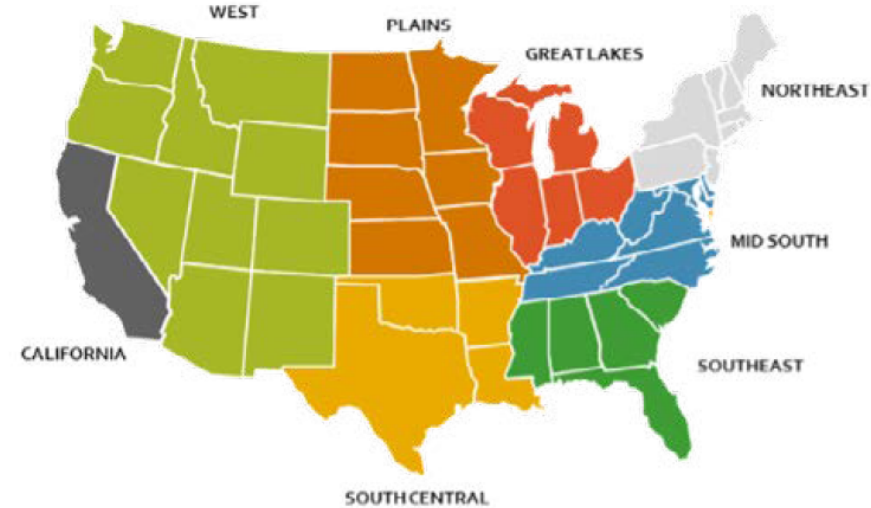 WEST
PLAINS
GREAT LAKES
NORTHEAST
MID SOUTH
CALIFORNIA
SOUTHEAST
SOUTH CENTRAL